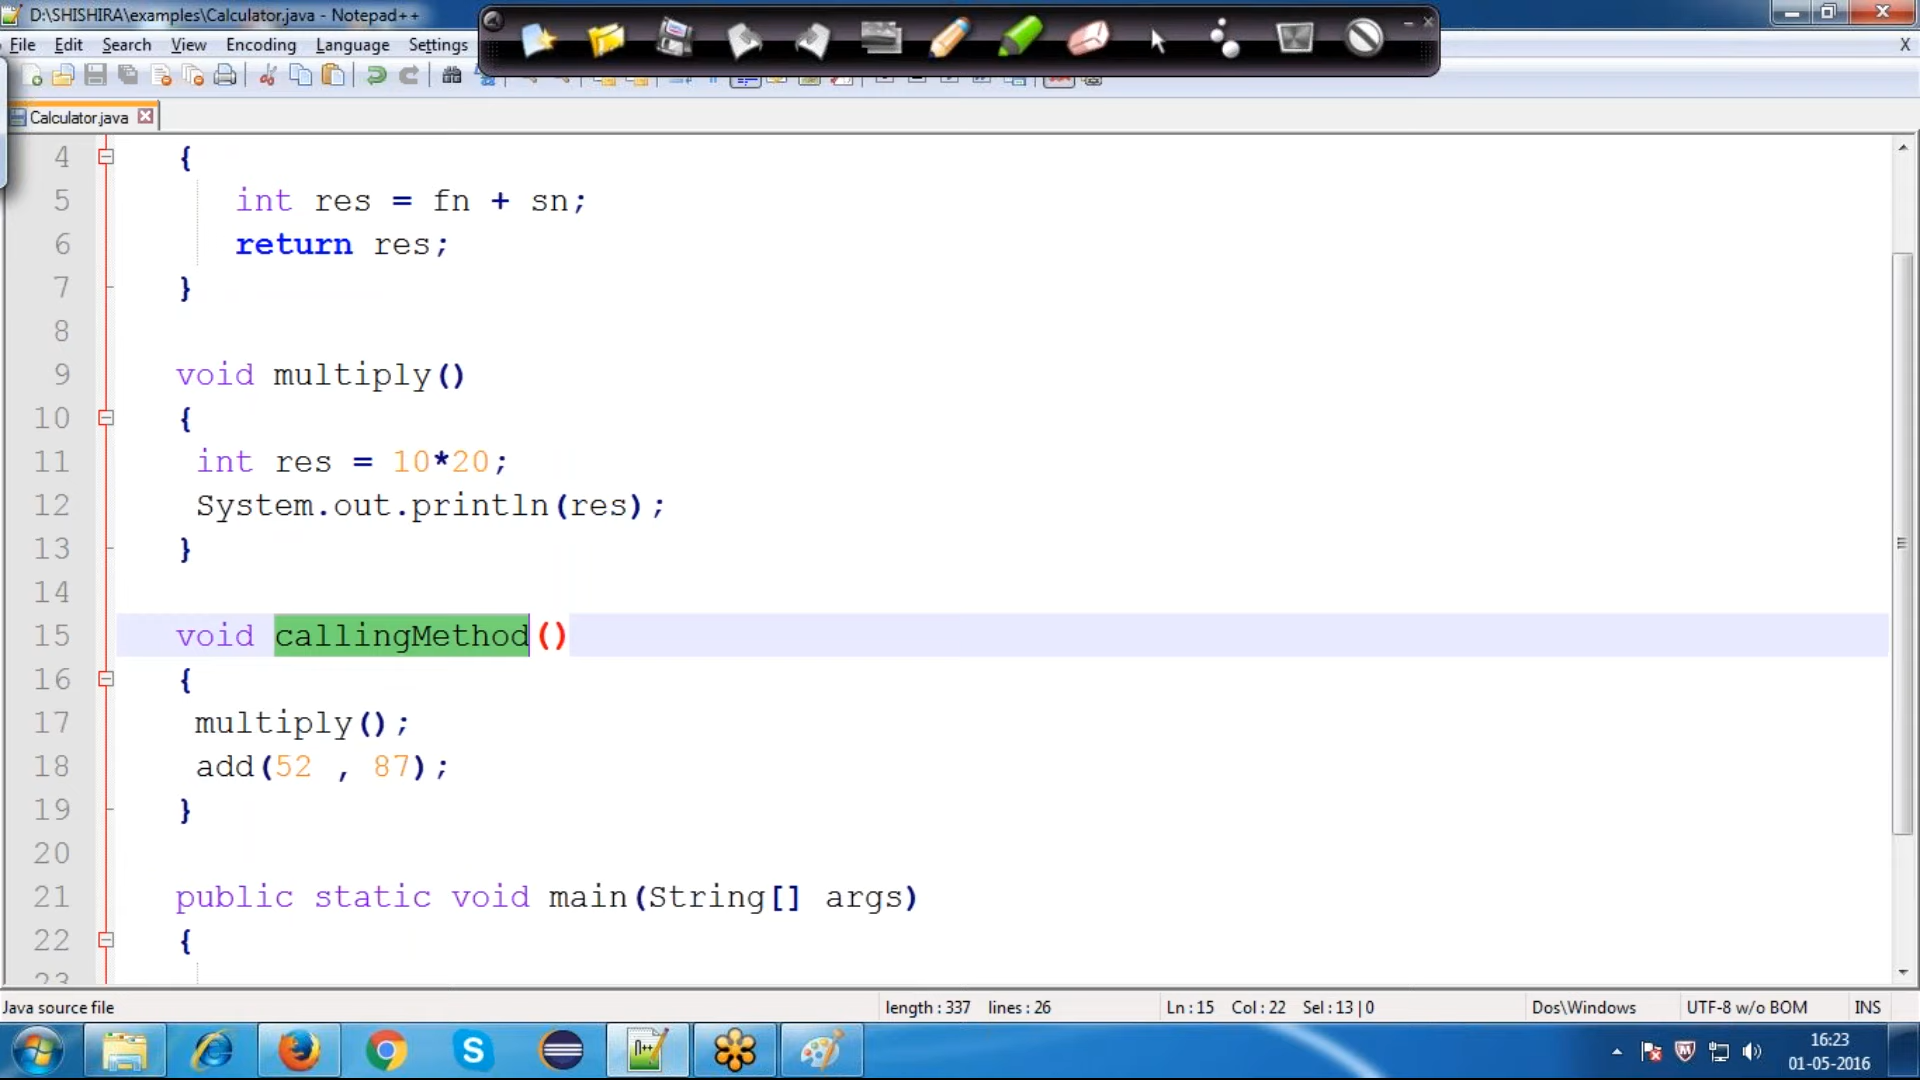 D:\SHISHIRA\examples\Calculator.java - Notepad++
File Edit Search View Encoding Language Settings
X
Calculator.java
4 {
5 int res = fn + sn;
6 return res;
7 }
8
9 void multiply()
10 {
11 int res = 10*20;
12 System.out.println(res);
13 }
14
15 void callingMethod()
16 {
17 multiply();
18 add(52 , 87);
19 }
20
21 public static void main(String[] args)
22 {
23
Java source file length : 337 lines : 26 Ln : 15 Col : 22 Sel : 13 | 0 Dos\Windows UTF-8 w/o BOM INS
16:23
01-05-2016